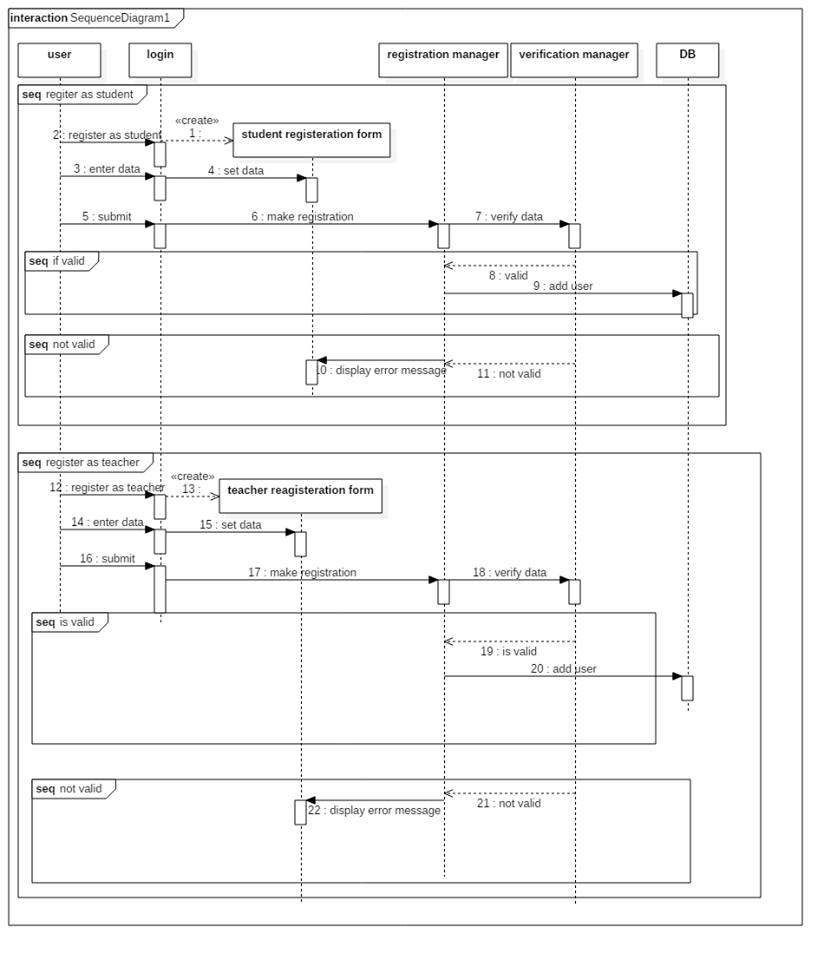 interaction SequenceDiagram1
user
login
registration manager
verification manager
DB
seq regiter as student
«create»
2 : register as student
1 :
student registeration form
3 : enter data
4 : set data
5 : submit
6 : make registration
7 : verify data
seq if valid
8 : valid
9 : add user
seq not valid
10 : display error message
11 : not valid
seq register as teacher
«create»
12 : register as teacher
13 :
teacher reagisteration form
14 : enter data
15 : set data
16 : submit
17 : make registration
18 : verify data
seq is valid
19 : is valid
20 : add user
seq not valid
21 : not valid
22 : display error message